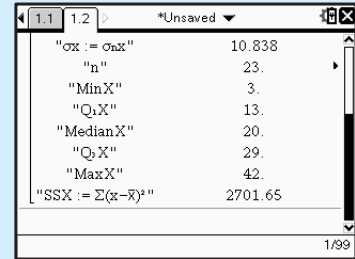 1.1 1.2 *Unsaved
"σx := σnx" 10.838
"n" 23.
"MinX" 3.
"Q₁X" 13.
"MedianX" 20.
"Q₃X" 29.
"MaxX" 42.
"SSX := Σ(x−x̄)²" 2701.65
1/99